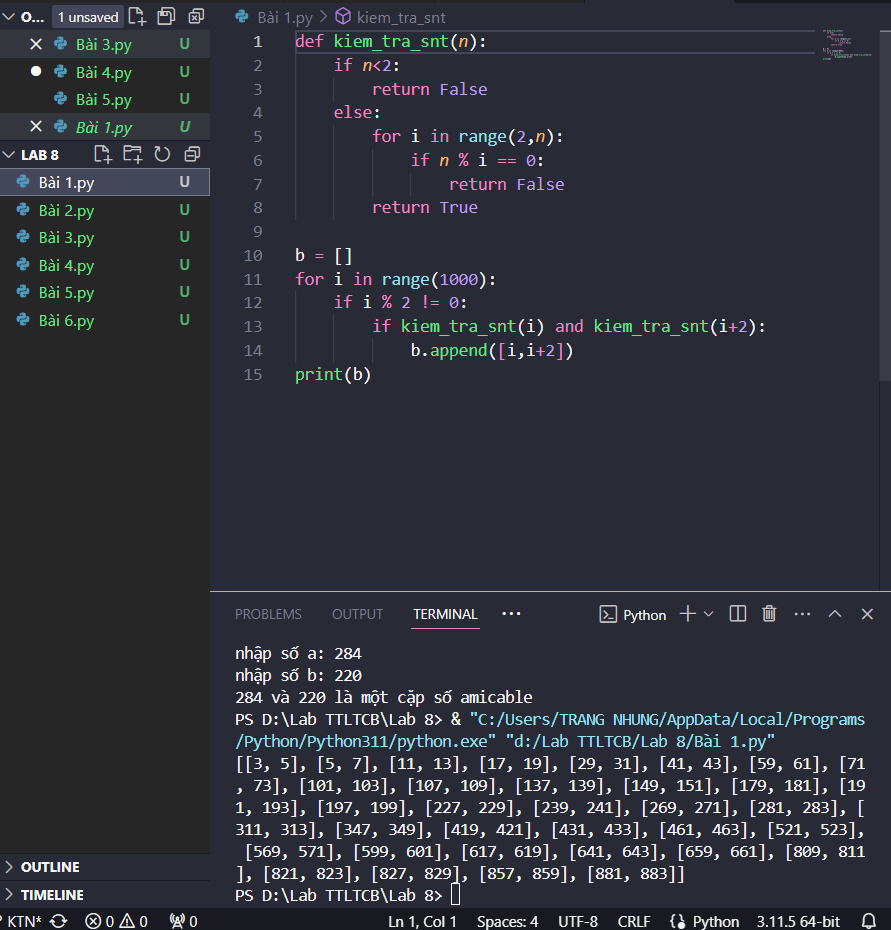 O... 1 unsaved
Bài 3.py U
Bài 4.py U
Bài 5.py U
Bài 1.py U
LAB 8
Bài 1.py U
Bài 2.py U
Bài 3.py U
Bài 4.py U
Bài 5.py U
Bài 6.py U
OUTLINE
TIMELINE
Bài 1.py > kiem_tra_snt
1 def kiem_tra_snt(n):
2     if n<2:
3         return False
4     else:
5         for i in range(2,n):
6             if n % i == 0:
7                 return False
8         return True
9
10 b = []
11 for i in range(1000):
12     if i % 2 != 0:
13         if kiem_tra_snt(i) and kiem_tra_snt(i+2):
14             b.append([i,i+2])
15 print(b)
PROBLEMS OUTPUT TERMINAL ··· Python
nhập số a: 284
nhập số b: 220
284 và 220 là một cặp số amicable
PS D:\Lab TTLTCB\Lab 8> & "C:/Users/TRANG NHUNG/AppData/Local/Programs
/Python/Python311/python.exe" "d:/Lab TTLTCB/Lab 8/Bài 1.py"
[[3, 5], [5, 7], [11, 13], [17, 19], [29, 31], [41, 43], [59, 61], [71
, 73], [101, 103], [107, 109], [137, 139], [149, 151], [179, 181], [19
1, 193], [197, 199], [227, 229], [239, 241], [269, 271], [281, 283], [
311, 313], [347, 349], [419, 421], [431, 433], [461, 463], [521, 523],
 [569, 571], [599, 601], [617, 619], [641, 643], [659, 661], [809, 811
], [821, 823], [827, 829], [857, 859], [881, 883]]
PS D:\Lab TTLTCB\Lab 8>
KTN* 0 0 0 Ln 1, Col 1 Spaces: 4 UTF-8 CRLF Python 3.11.5 64-bit